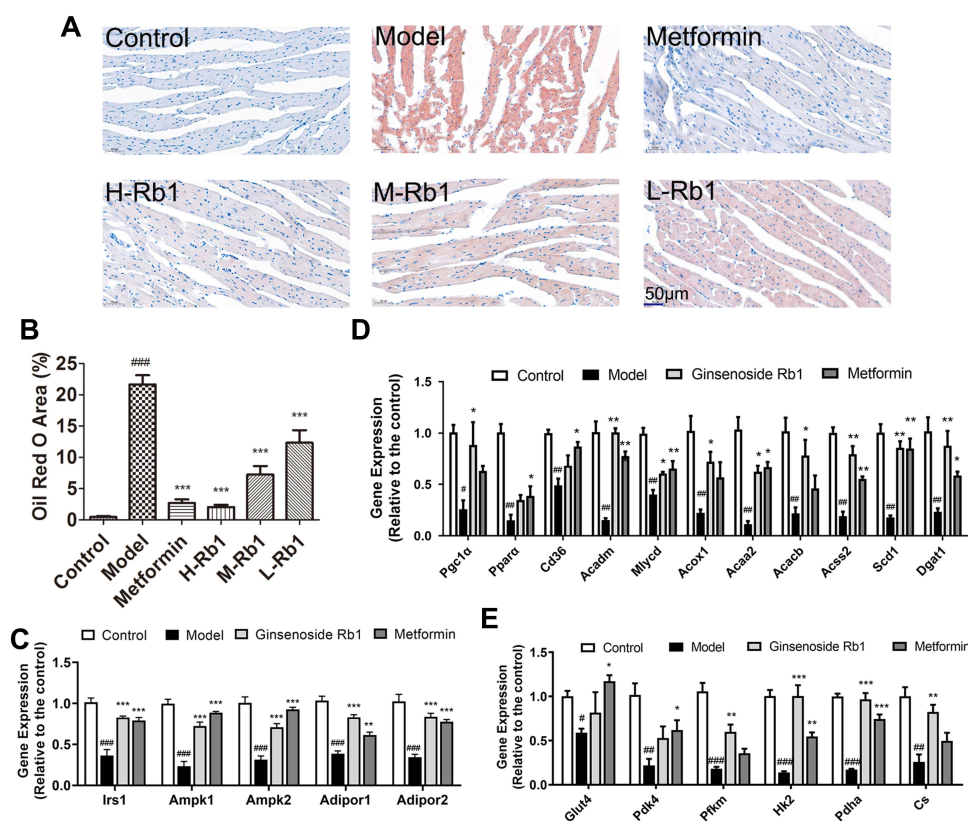 A
Control
Model
Metformin
H-Rb1
M-Rb1
L-Rb1
50μm
B
Oil Red O Area (%)
25
20
15
10
5
0
###
***
***
***
***
Control
Model
Metformin
H-Rb1
M-Rb1
L-Rb1
D
Control
Model
Ginsenoside Rb1
Metformin
Gene Expression
(Relative to the control)
1.5
1.0
0.5
0.0
# *
## *
## *
** **
## * **
## *
## * *
## *
## ** **
## ** **
## ** *
Pgc1α
Pparα
Cd36
Acadm
Mlycd
Acox1
Acaa2
Acacb
Acss2
Scd1
Dgat1
C
Control
Model
Ginsenoside Rb1
Metformin
Gene Expression
(Relative to the control)
1.5
1.0
0.5
0.0
### *** ***
### *** ***
### *** ***
### *** **
### *** ***
Irs1
Ampk1
Ampk2
Adipor1
Adipor2
E
Control
Model
Ginsenoside Rb1
Metformin
Gene Expression
(Relative to the control)
1.5
1.0
0.5
0.0
# *
## *
### **
### *** **
### *** ***
## **
Glut4
Pdk4
Pfkm
Hk2
Pdha
Cs